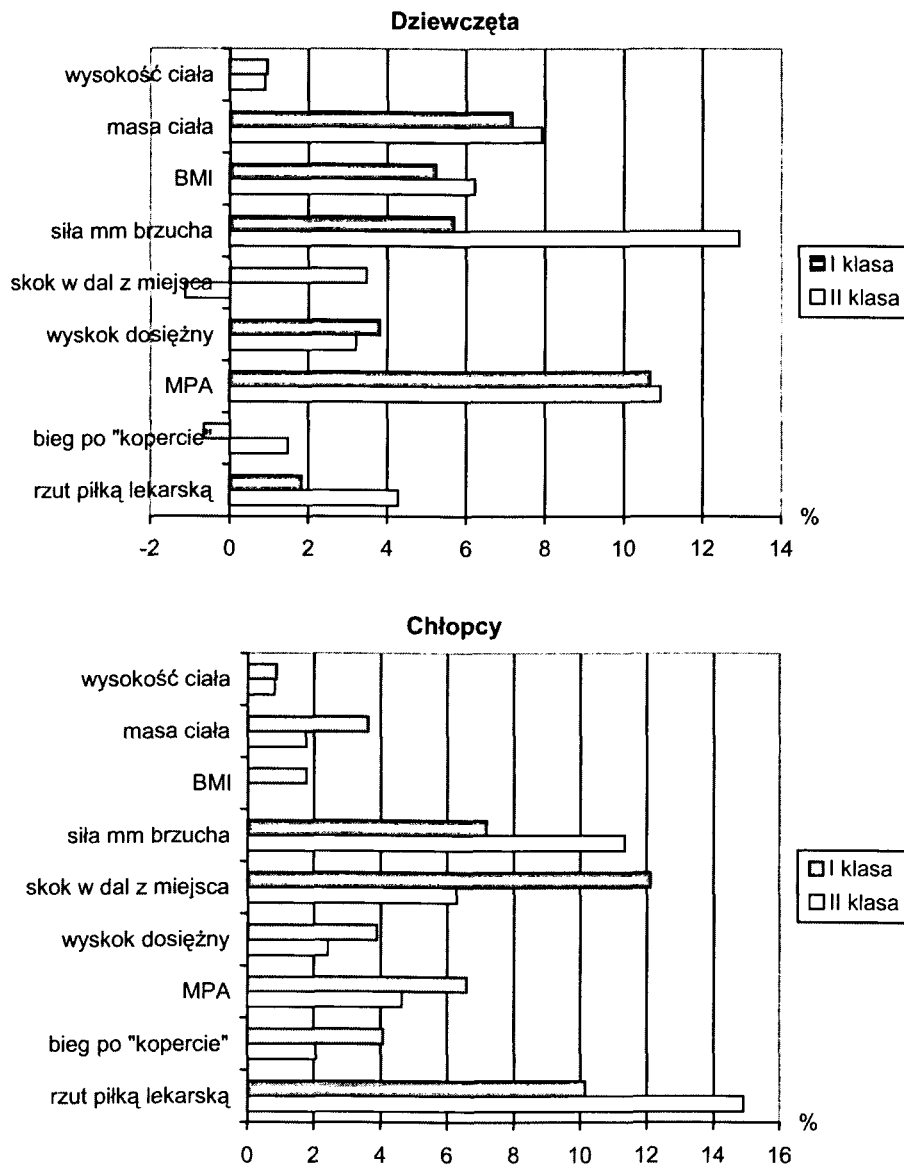 Dziewczęta
wysokość ciała
masa ciała
BMI
siła mm brzucha
skok w dal z miejsca
wyskok dosiężny
MPA
bieg po "kopercie"
rzut piłką lekarską
I klasa
II klasa
%
-2 0 2 4 6 8 10 12 14
Chłopcy
wysokość ciała
masa ciała
BMI
siła mm brzucha
skok w dal z miejsca
wyskok dosiężny
MPA
bieg po "kopercie"
rzut piłką lekarską
I klasa
II klasa
%
0 2 4 6 8 10 12 14 16